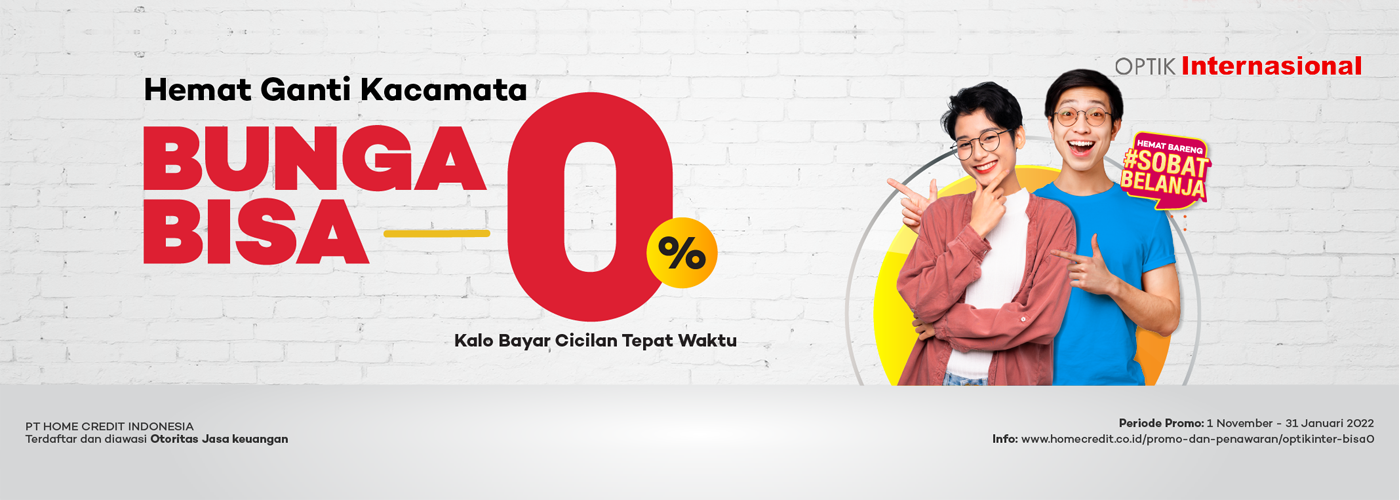 OPTIK Internasional
Hemat Ganti Kacamata
BUNGA
BISA
0
%
Kalo Bayar Cicilan Tepat Waktu
HEMAT BARENG
#SOBAT
BELANJA
PT HOME CREDIT INDONESIA
Terdaftar dan diawasi Otoritas Jasa keuangan
Periode Promo: 1 November - 31 Januari 2022
Info: www.homecredit.co.id/promo-dan-penawaran/optikinter-bisa0